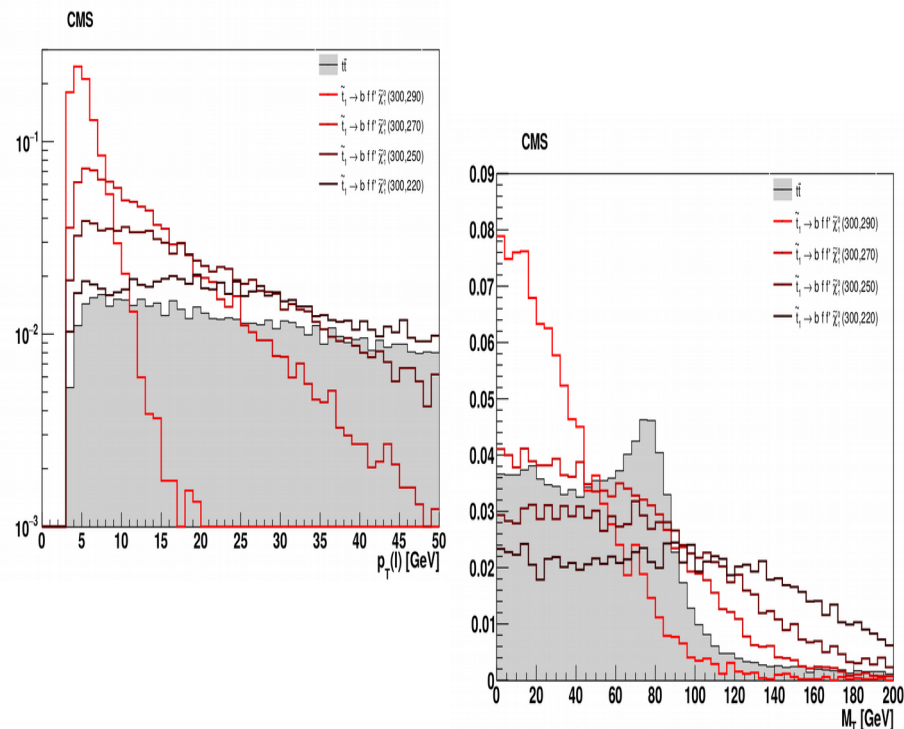 CMS
tt̄
t̃₁ → b f f' χ̃₁⁰ (300,290)
t̃₁ → b f f' χ̃₁⁰ (300,270)
t̃₁ → b f f' χ̃₁⁰ (300,250)
t̃₁ → b f f' χ̃₁⁰ (300,220)
10⁻¹
10⁻²
10⁻³
0 5 10 15 20 25 30 35 40 45 50
p_T(l) [GeV]
CMS
tt̄
t̃₁ → b f f' χ̃₁⁰ (300,290)
t̃₁ → b f f' χ̃₁⁰ (300,270)
t̃₁ → b f f' χ̃₁⁰ (300,250)
t̃₁ → b f f' χ̃₁⁰ (300,220)
0.09
0.08
0.07
0.06
0.05
0.04
0.03
0.02
0.01
0
0 20 40 60 80 100 120 140 160 180 200
M_T [GeV]